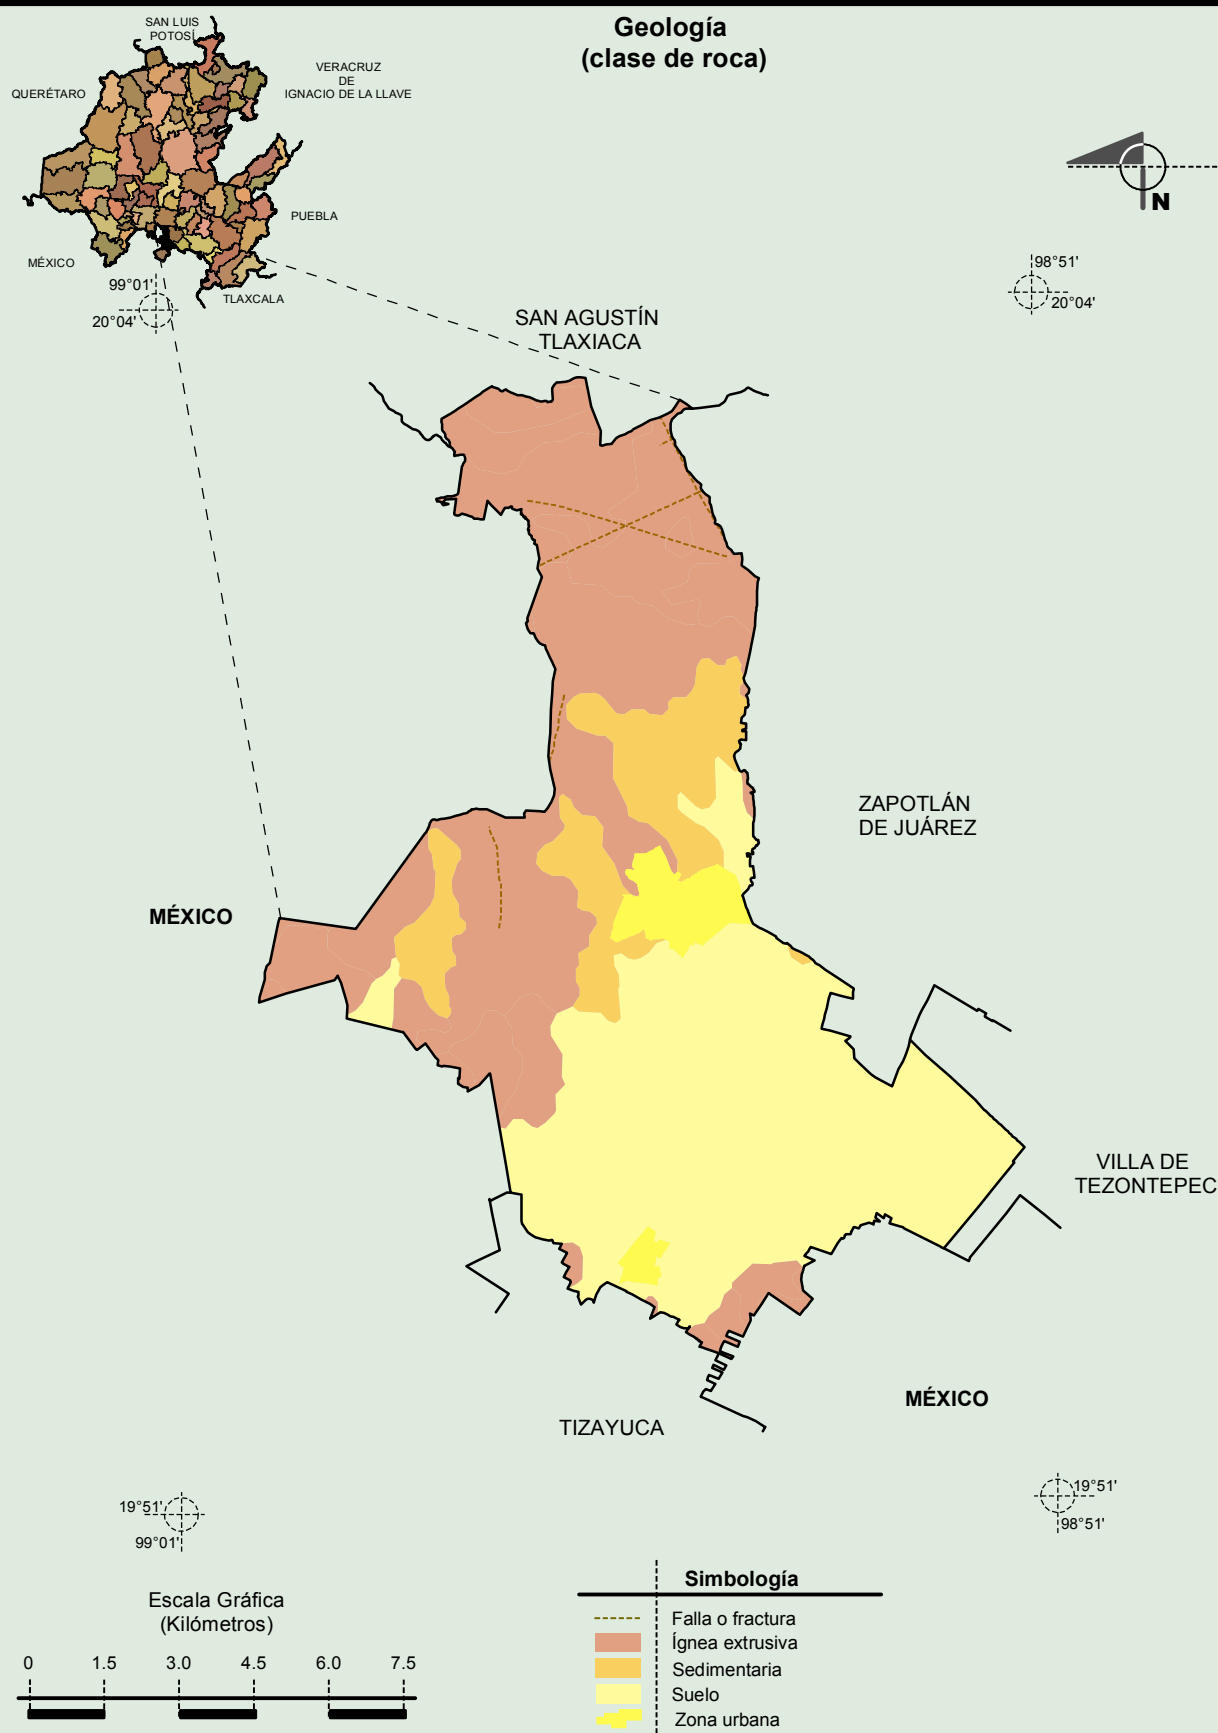 Geología
(clase de roca)
SAN LUIS
POTOSÍ
VERACRUZ
DE
IGNACIO DE LA LLAVE
QUERÉTARO
PUEBLA
MÉXICO
TLAXCALA
N
99°01'
20°04'
98°51'
20°04'
SAN AGUSTÍN
TLAXIACA
ZAPOTLÁN
DE JUÁREZ
MÉXICO
VILLA DE
TEZONTEPEC
MÉXICO
TIZAYUCA
19°51'
99°01'
19°51'
98°51'
Escala Gráfica
(Kilómetros)
0 1.5 3.0 4.5 6.0 7.5
Simbología
Falla o fractura
Ígnea extrusiva
Sedimentaria
Suelo
Zona urbana